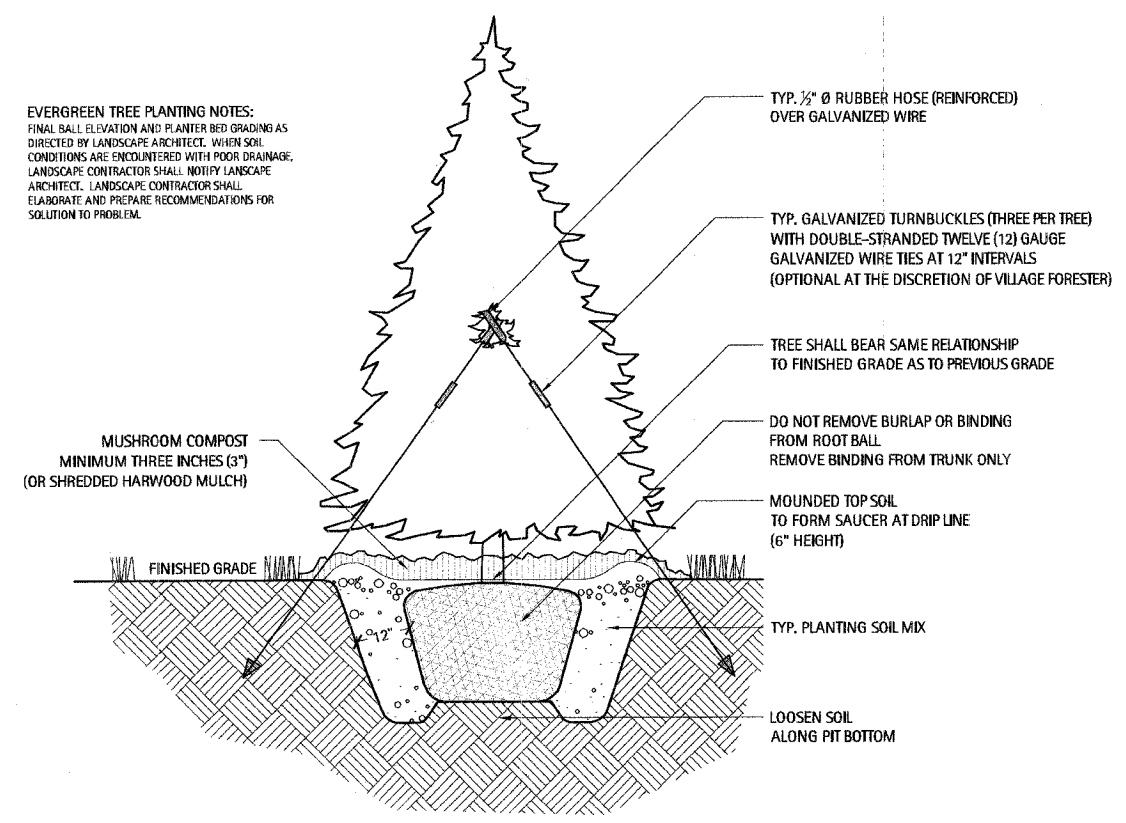 EVERGREEN TREE PLANTING NOTES:
FINAL BALL ELEVATION AND PLANTER BED GRADING AS
DIRECTED BY LANDSCAPE ARCHITECT. WHEN SOIL
CONDITIONS ARE ENCOUNTERED WITH POOR DRAINAGE,
LANDSCAPE CONTRACTOR SHALL NOTIFY LANSCAPE
ARCHITECT. LANDSCAPE CONTRACTOR SHALL
ELABORATE AND PREPARE RECOMMENDATIONS FOR
SOLUTION TO PROBLEM.
TYP. ½" Ø RUBBER HOSE (REINFORCED)
OVER GALVANIZED WIRE
TYP. GALVANIZED TURNBUCKLES (THREE PER TREE)
WITH DOUBLE-STRANDED TWELVE (12) GAUGE
GALVANIZED WIRE TIES AT 12" INTERVALS
(OPTIONAL AT THE DISCRETION OF VILLAGE FORESTER)
TREE SHALL BEAR SAME RELATIONSHIP
TO FINISHED GRADE AS TO PREVIOUS GRADE
DO NOT REMOVE BURLAP OR BINDING
FROM ROOT BALL
REMOVE BINDING FROM TRUNK ONLY
MUSHROOM COMPOST
MINIMUM THREE INCHES (3")
(OR SHREDDED HARWOOD MULCH)
MOUNDED TOP SOIL
TO FORM SAUCER AT DRIP LINE
(6" HEIGHT)
FINISHED GRADE
12"
TYP. PLANTING SOIL MIX
LOOSEN SOIL
ALONG PIT BOTTOM